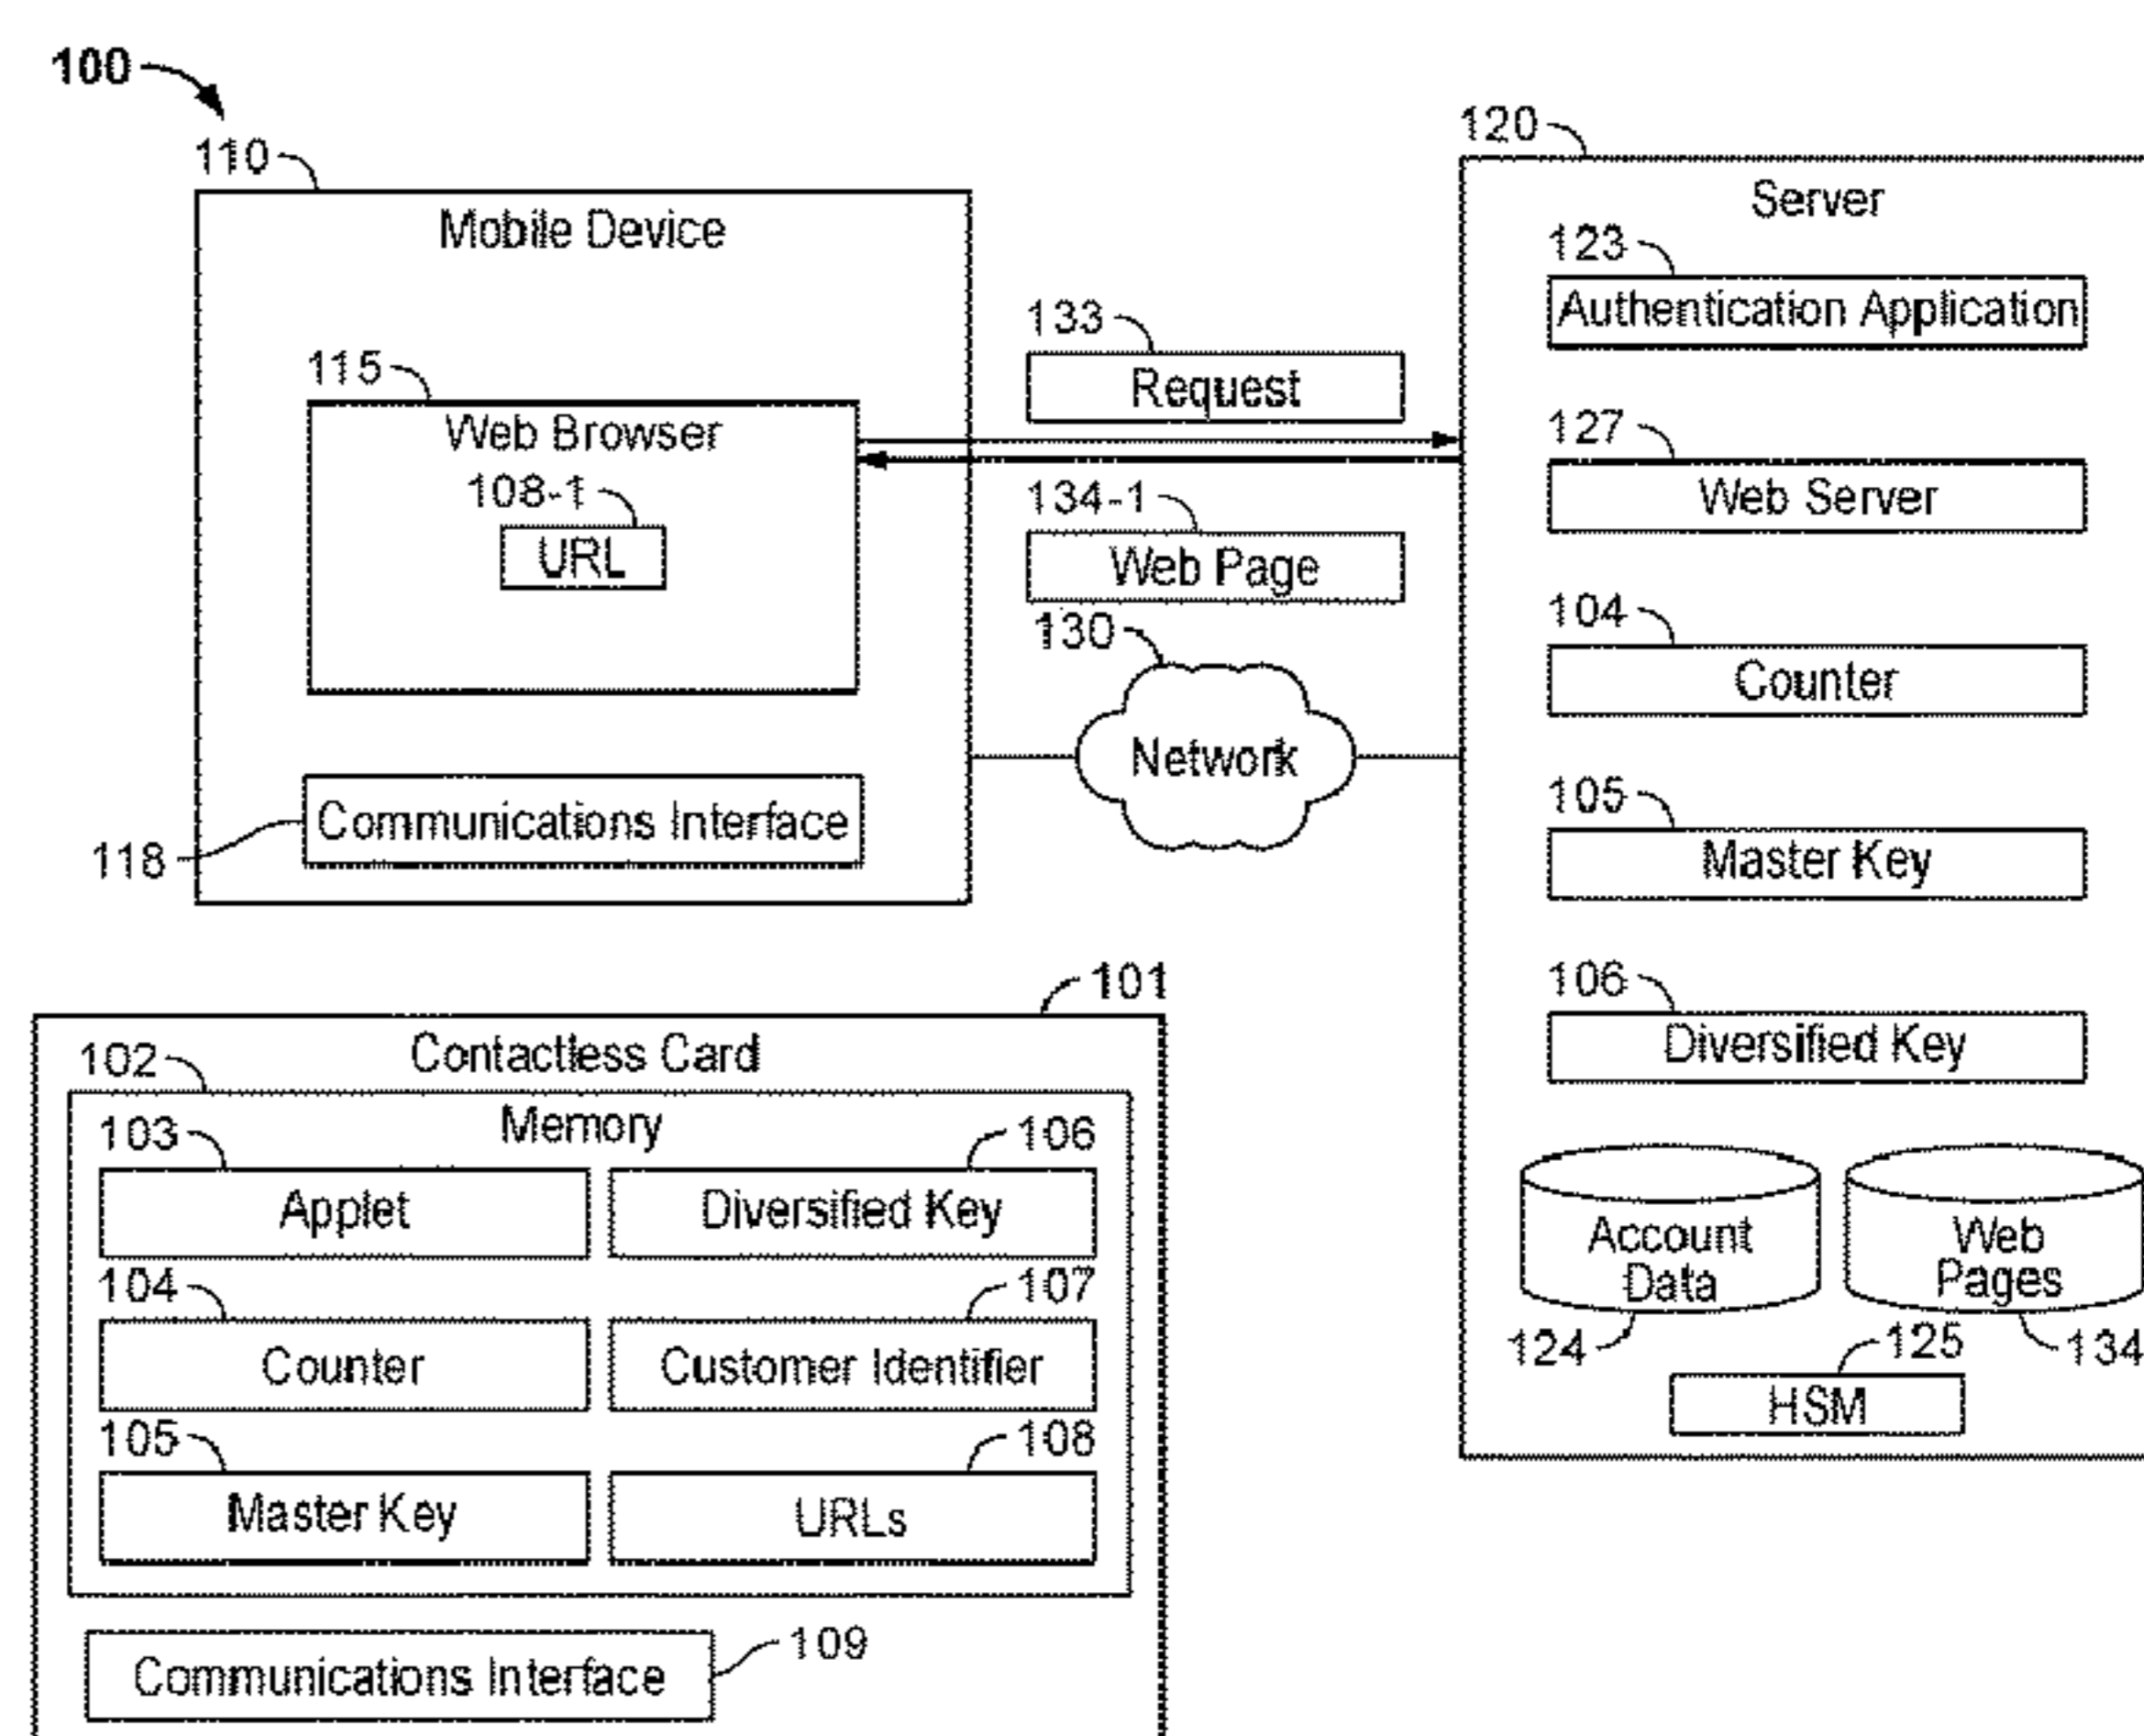 100
110
Mobile Device
115
Web Browser
108-1
URL
Communications Interface
118
133
Request
134-1
Web Page
130
Network
120
Server
123
Authentication Application
127
Web Server
104
Counter
105
Master Key
106
Diversified Key
Account
Data
Web
Pages
124
125
134
HSM
101
Contactless Card
102
Memory
103
106
Applet
Diversified Key
104
107
Counter
Customer Identifier
105
108
Master Key
URLs
109
Communications Interface